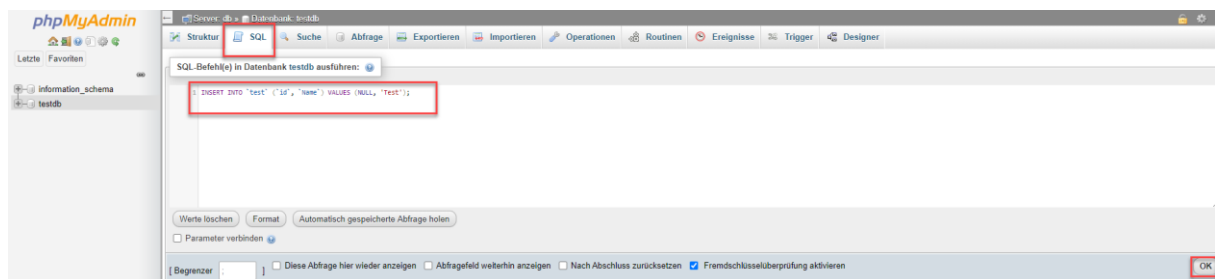 phpMyAdmin
Letzte Favoriten
information_schema
testdb
Server: db » Datenbank: testdb
Struktur SQL Suche Abfrage Exportieren Importieren Operationen Routinen Ereignisse Trigger Designer
SQL-Befehl(e) in Datenbank testdb ausführen:
1 INSERT INTO `test` (`id`, `Name`) VALUES (NULL, 'Test');
Werte löschen Format Automatisch gespeicherte Abfrage holen
Parameter verbinden
[ Begrenzer ; ] Diese Abfrage hier wieder anzeigen Abfragefeld weiterhin anzeigen Nach Abschluss zurücksetzen Fremdschlüsselüberprüfung aktivieren OK